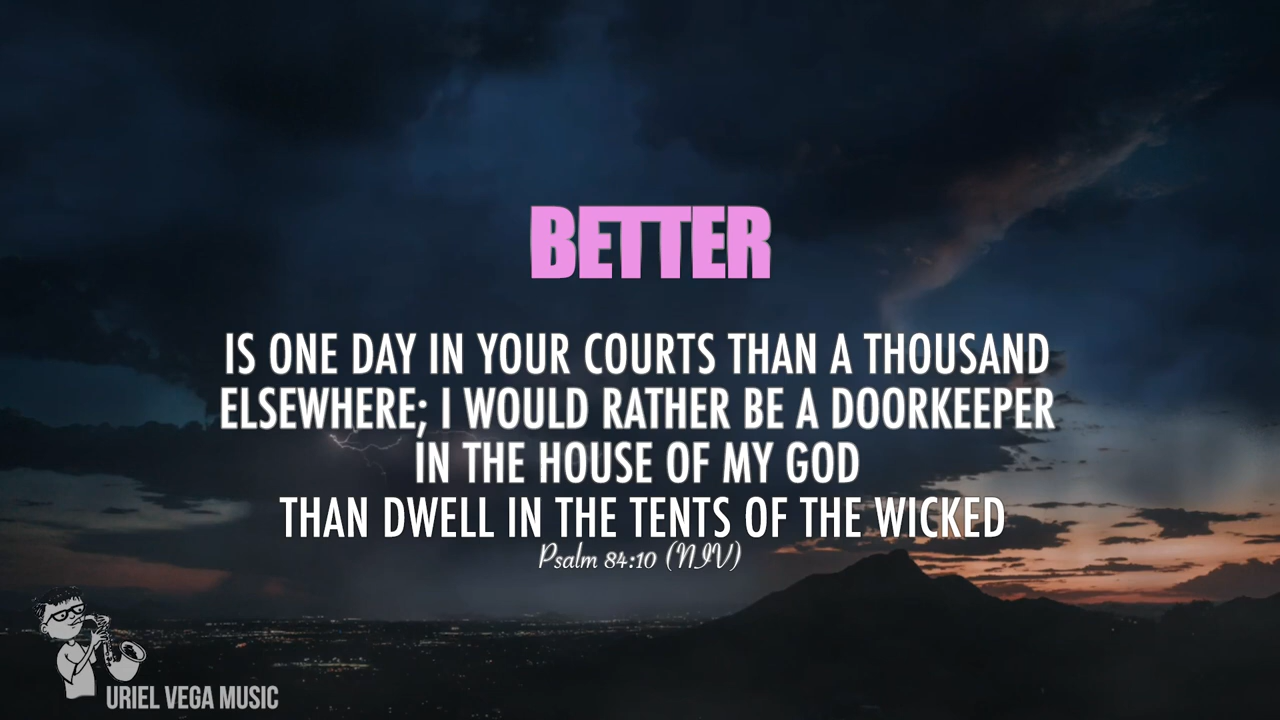 BETTER
IS ONE DAY IN YOUR COURTS THAN A THOUSAND
ELSEWHERE; I WOULD RATHER BE A DOORKEEPER
IN THE HOUSE OF MY GOD
THAN DWELL IN THE TENTS OF THE WICKED
Psalm 84:10 (NIV)
URIEL VEGA MUSIC